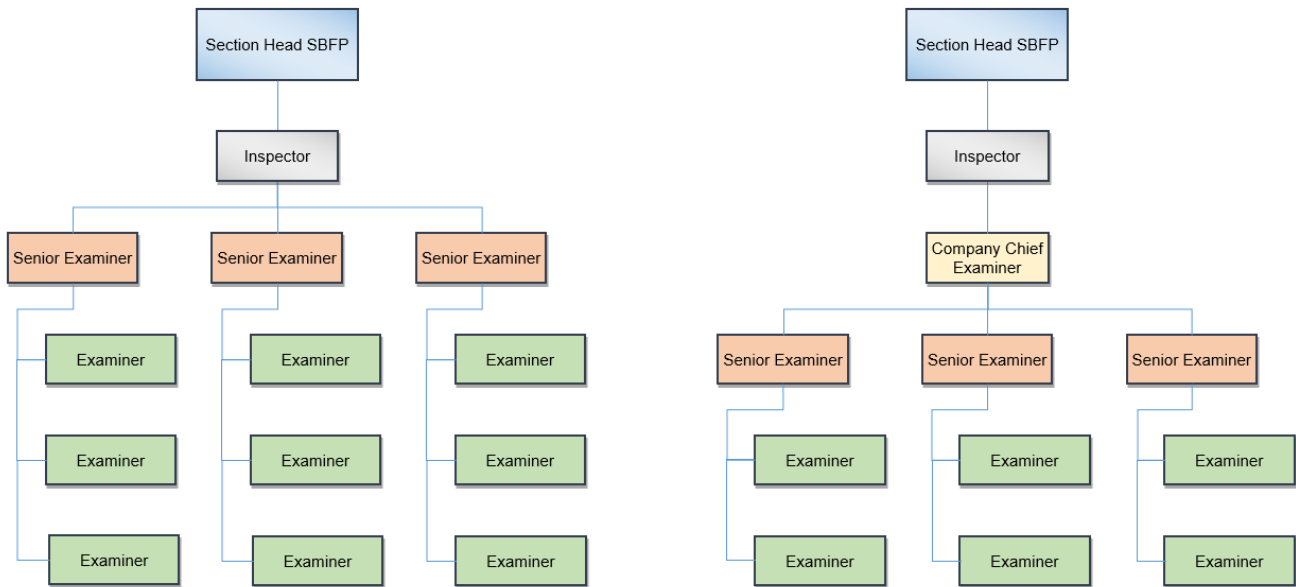 Section Head SBFP
Inspector
Senior Examiner
Senior Examiner
Senior Examiner
Examiner
Examiner
Examiner
Examiner
Examiner
Examiner
Examiner
Examiner
Examiner
Section Head SBFP
Inspector
Company Chief
Examiner
Senior Examiner
Senior Examiner
Senior Examiner
Examiner
Examiner
Examiner
Examiner
Examiner
Examiner